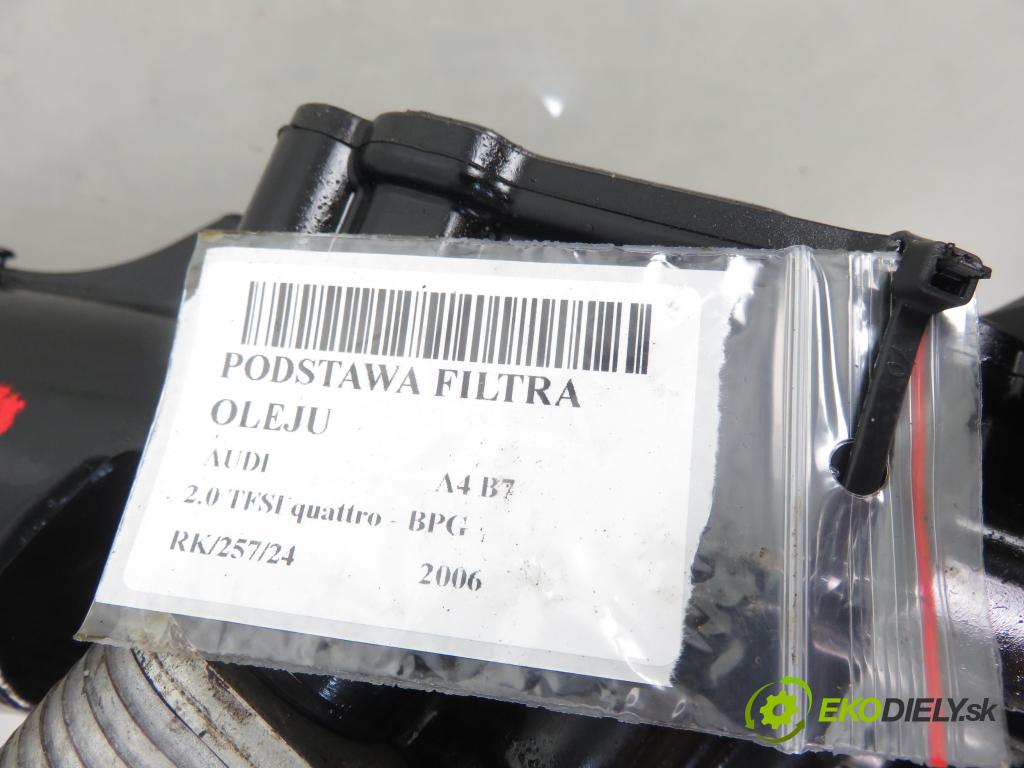 PODSTAWA FILTRA
OLEJU
AUDI A4 B7
2.0 TFSI quattro - BPG
RK/257/24 2006
EKODIELY.sk